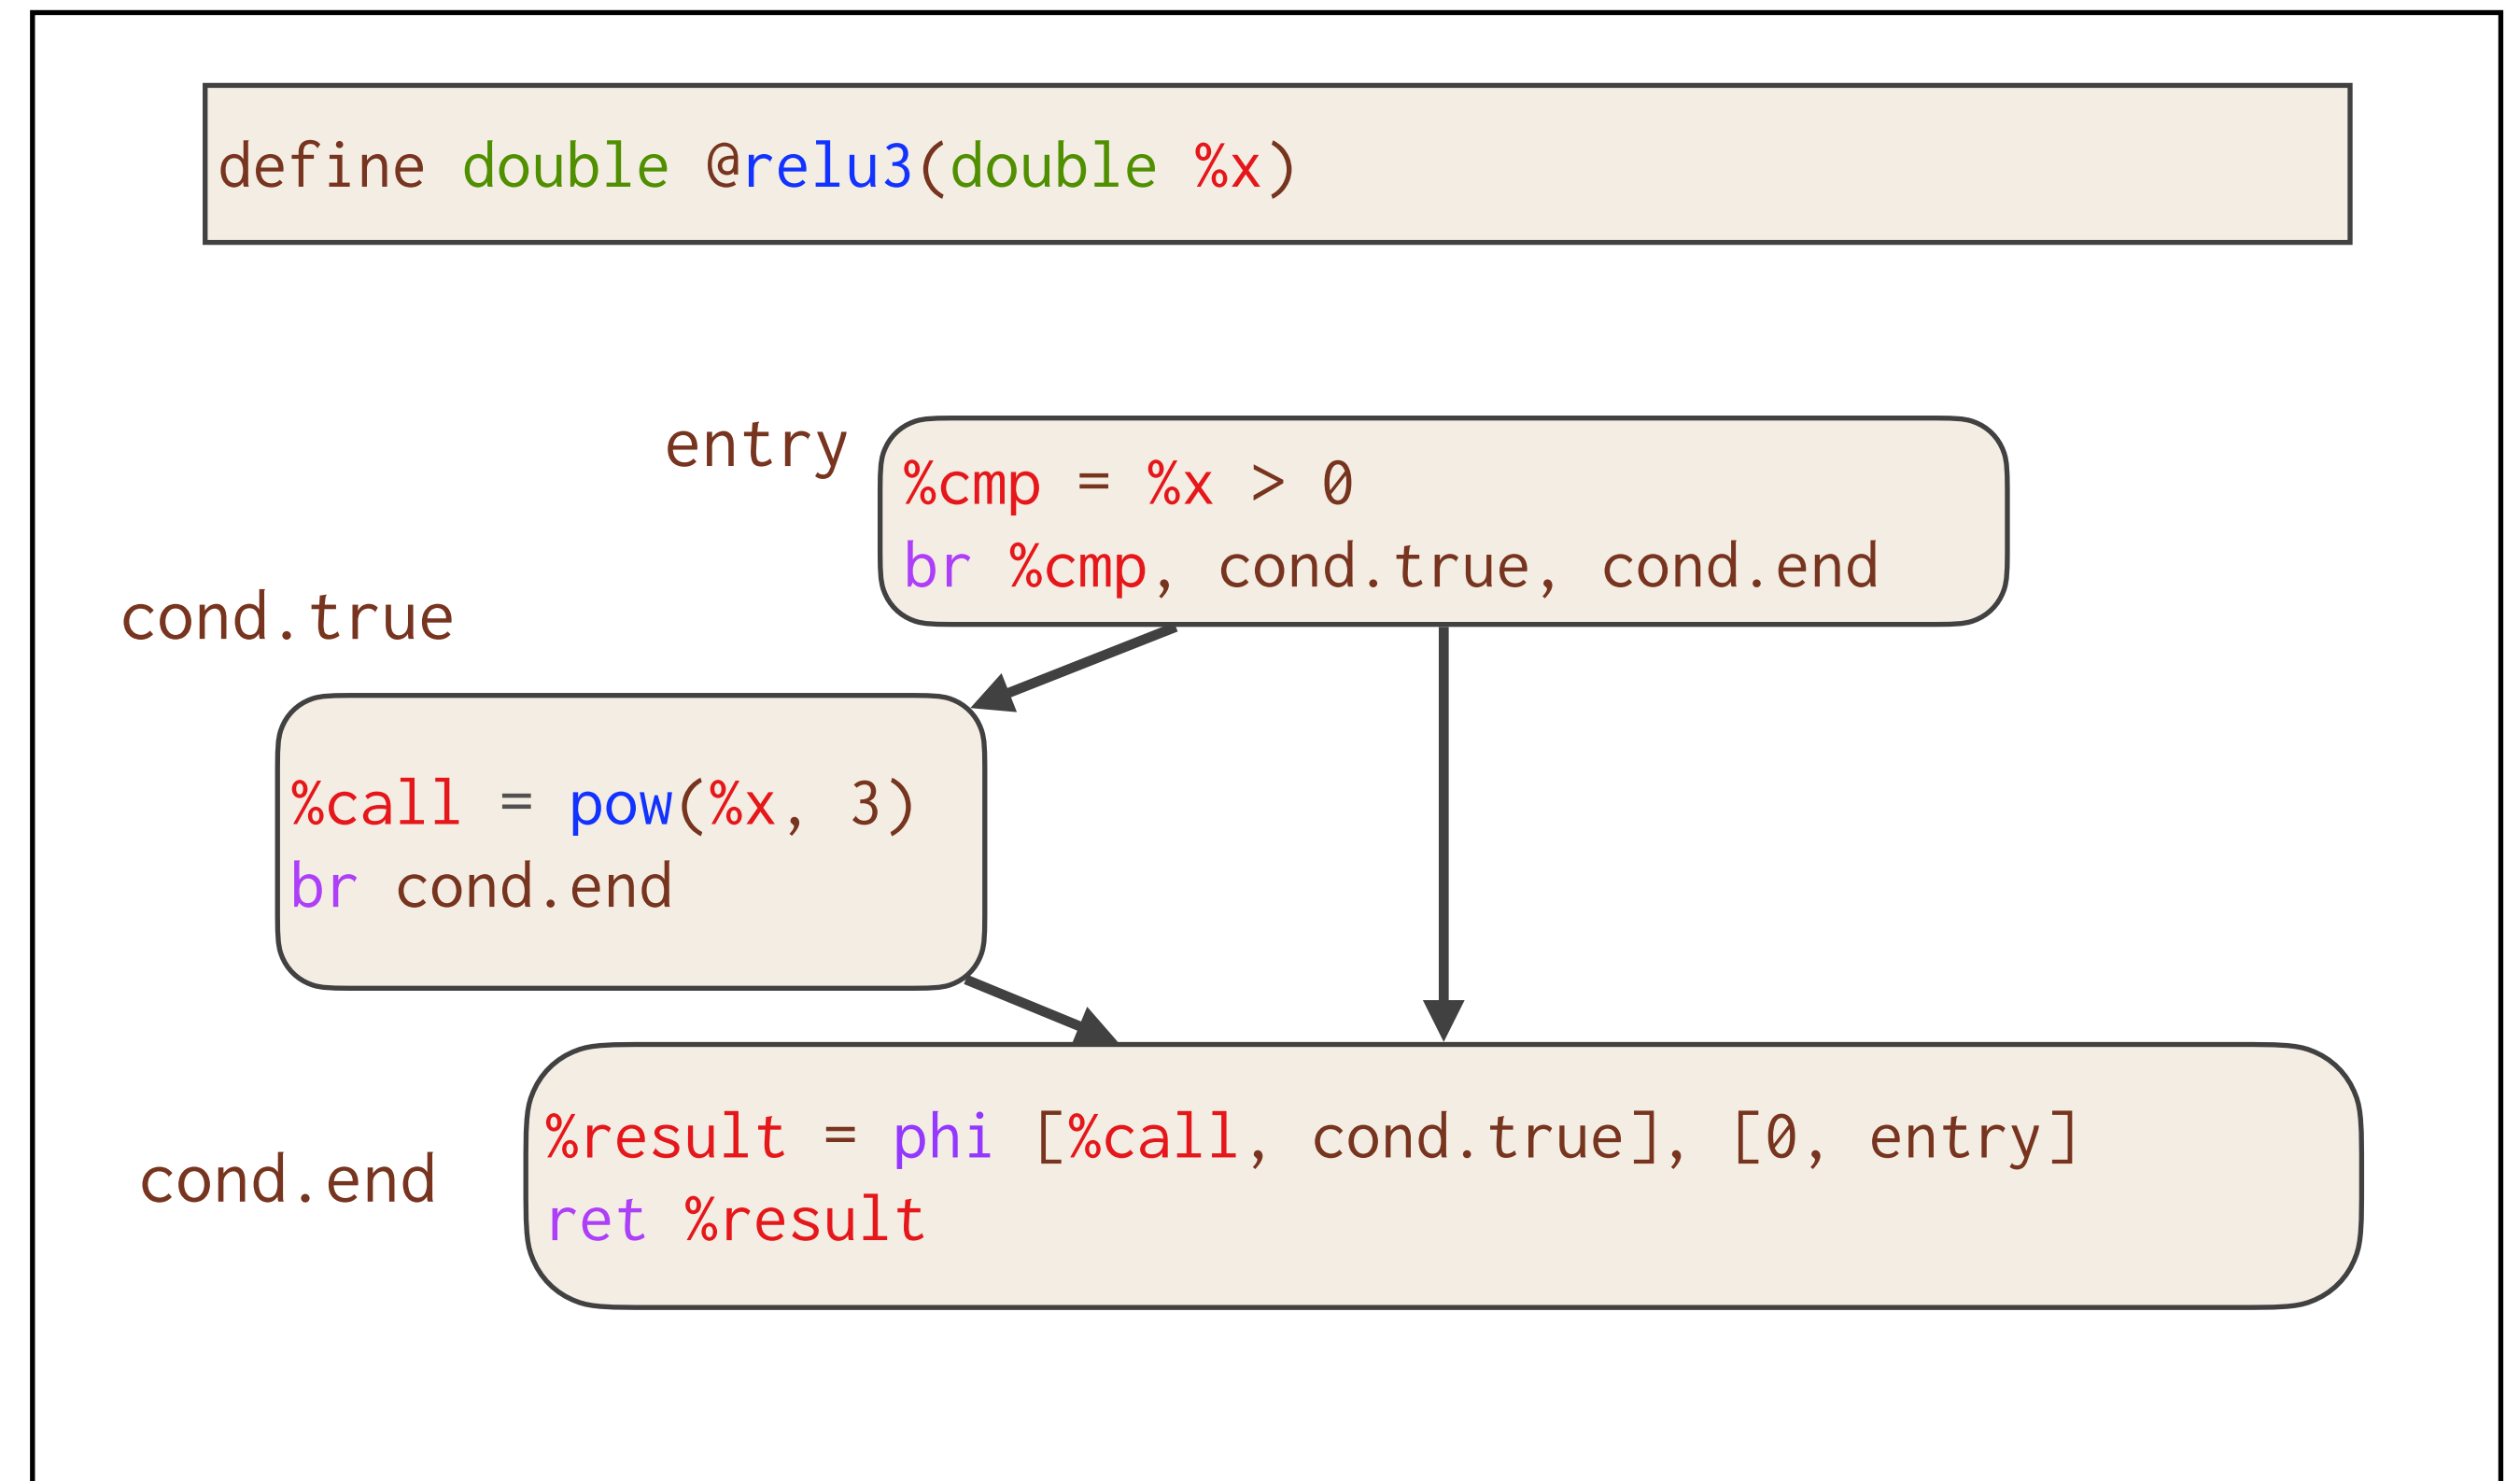 define double @relu3(double %x)
entry
%cmp = %x > 0
br %cmp, cond.true, cond.end
cond.true
%call = pow(%x, 3)
br cond.end
cond.end
%result = phi [%call, cond.true], [0, entry]
ret %result